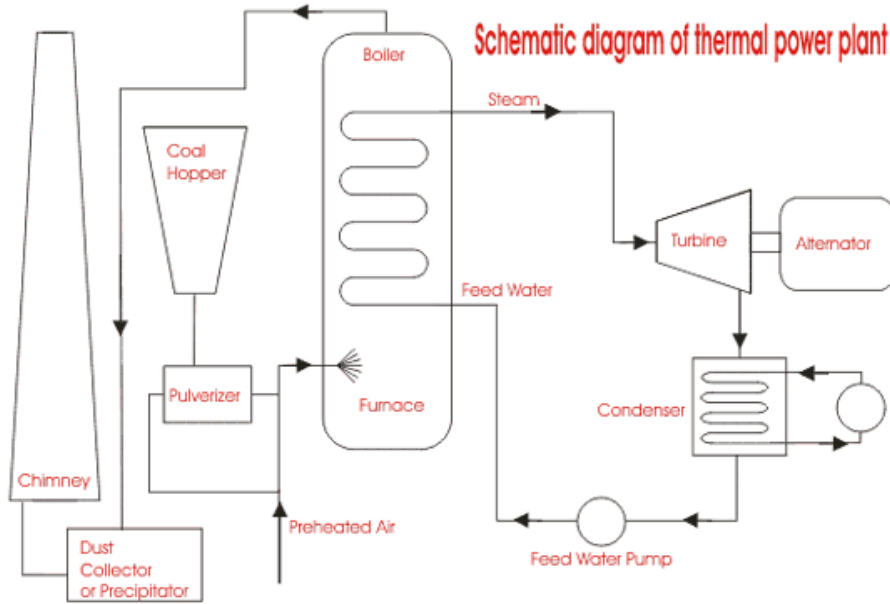 Schematic diagram of thermal power plant
Boiler
Steam
Coal
Hopper
Turbine
Alternator
Feed Water
Pulverizer
Furnace
Condenser
Chimney
Preheated Air
Dust
Collector
or Precipitator
Feed Water Pump